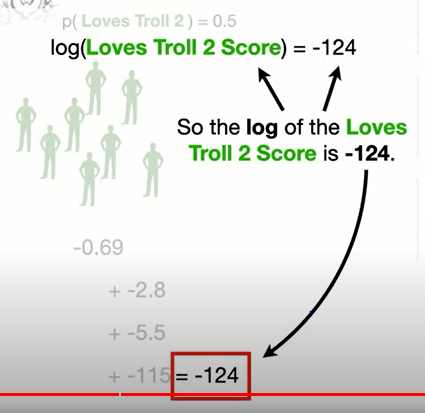 p( Loves Troll 2 ) = 0.5
log(Loves Troll 2 Score) = -124
So the log of the Loves
Troll 2 Score is -124.
-0.69
+ -2.8
+ -5.5
+ -115 = -124